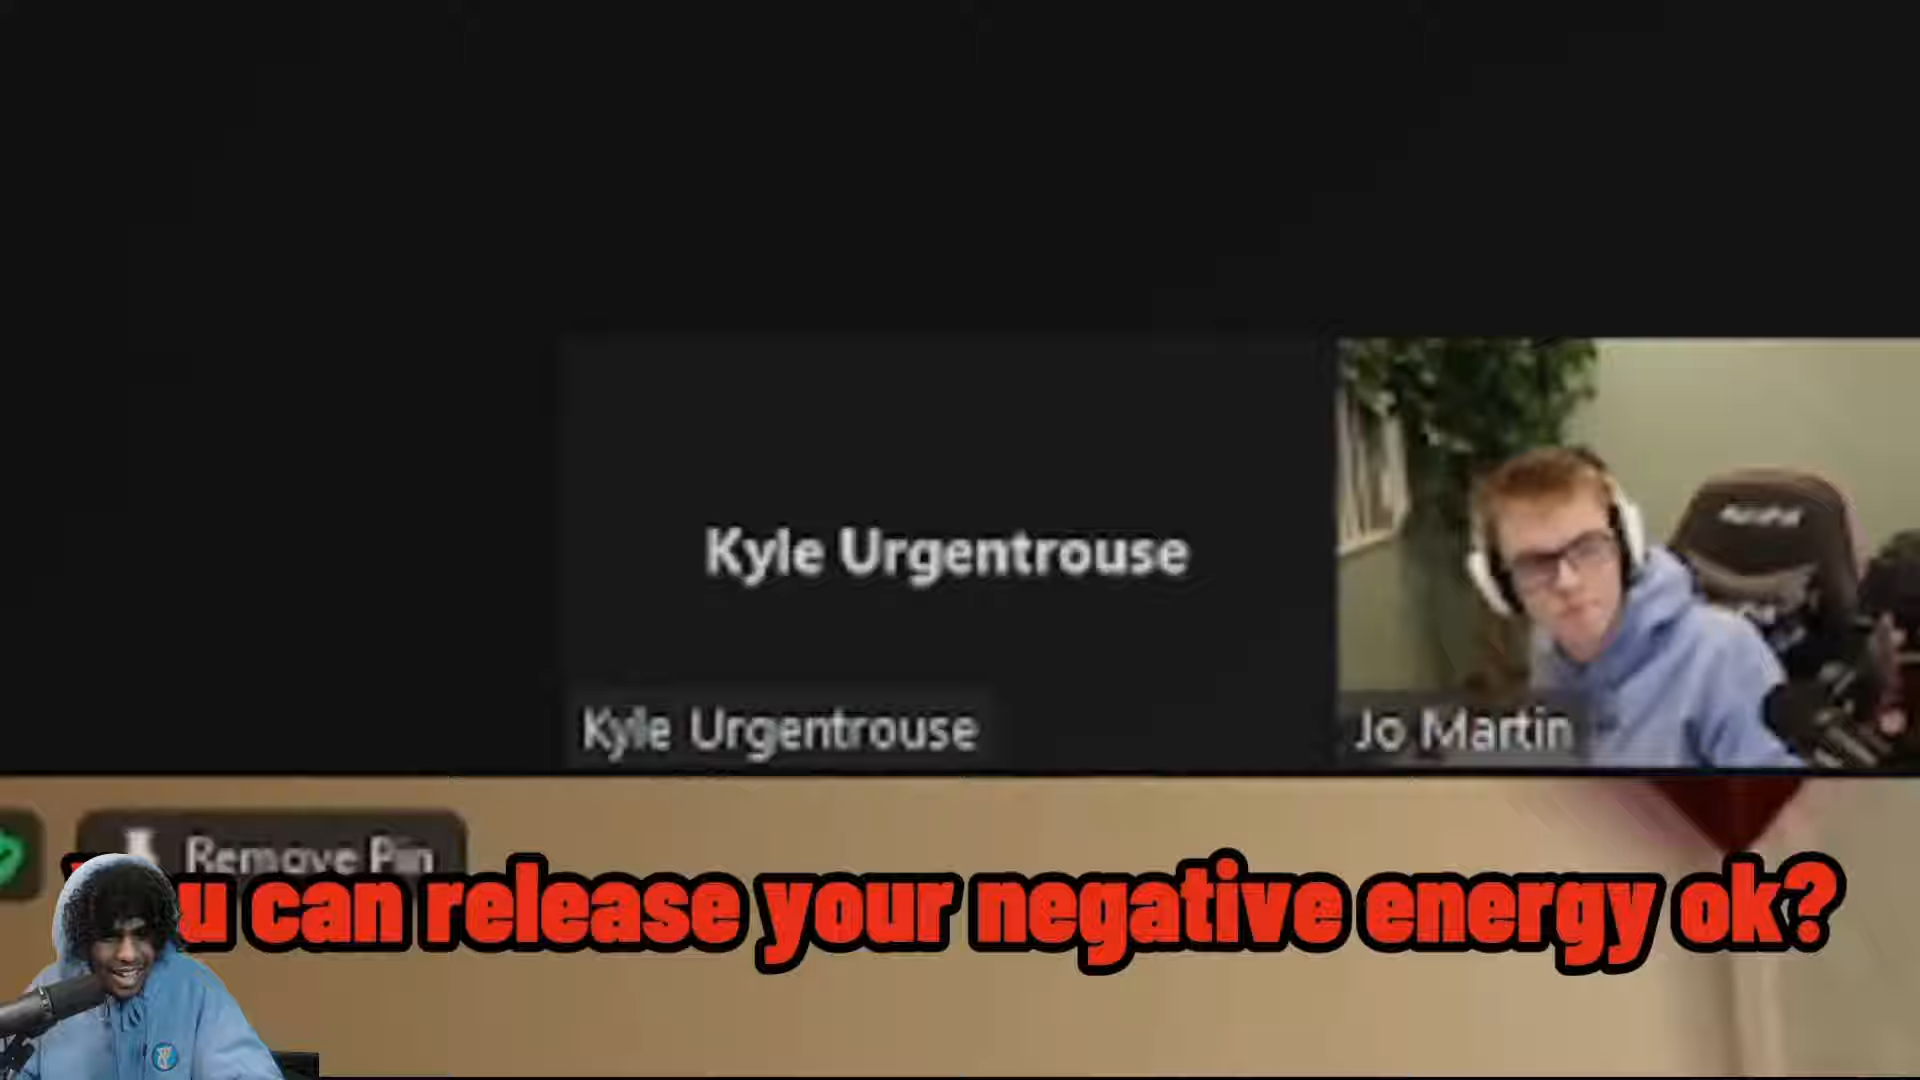 Kyle Urgentrouse
Kyle Urgentrouse
Jo Martin
Remove Pin
can release your negative energy ok?